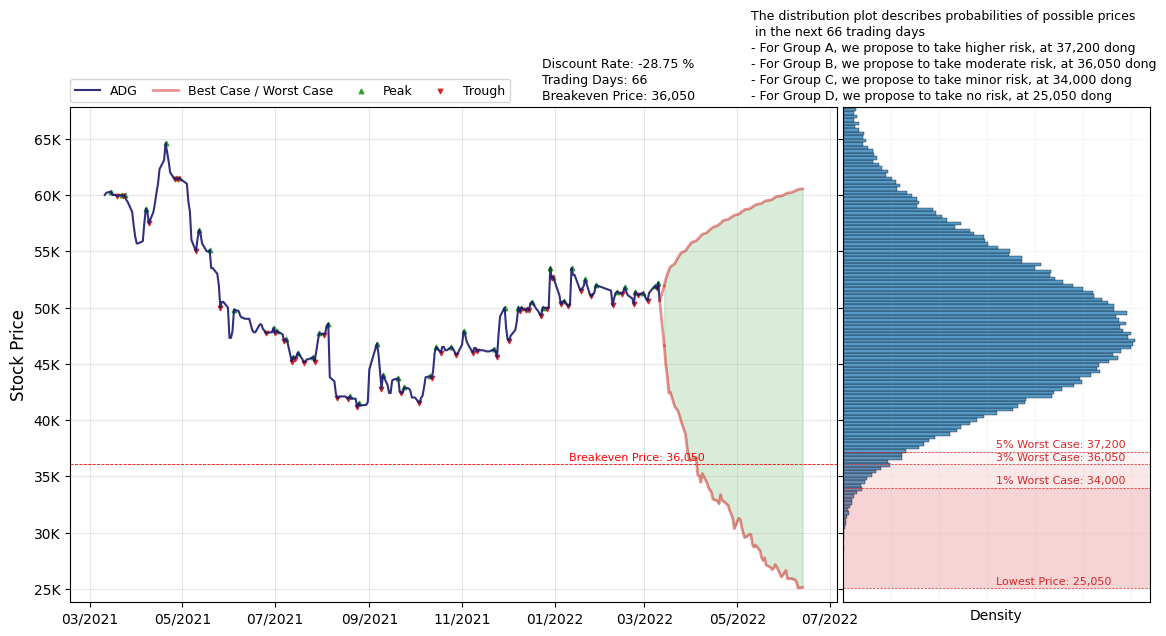 The distribution plot describes probabilities of possible prices
in the next 66 trading days
- For Group A, we propose to take higher risk, at 37,200 dong
- For Group B, we propose to take moderate risk, at 36,050 dong
- For Group C, we propose to take minor risk, at 34,000 dong
- For Group D, we propose to take no risk, at 25,050 dong
Discount Rate: -28.75 %
Trading Days: 66
Breakeven Price: 36,050
ADG
Best Case / Worst Case
Peak
Trough
Stock Price
65K
60K
55K
50K
45K
40K
35K
30K
25K
Breakeven Price: 36,050
03/2021
05/2021
07/2021
09/2021
11/2021
01/2022
03/2022
05/2022
07/2022
5% Worst Case: 37,200
3% Worst Case: 36,050
1% Worst Case: 34,000
Lowest Price: 25,050
Density